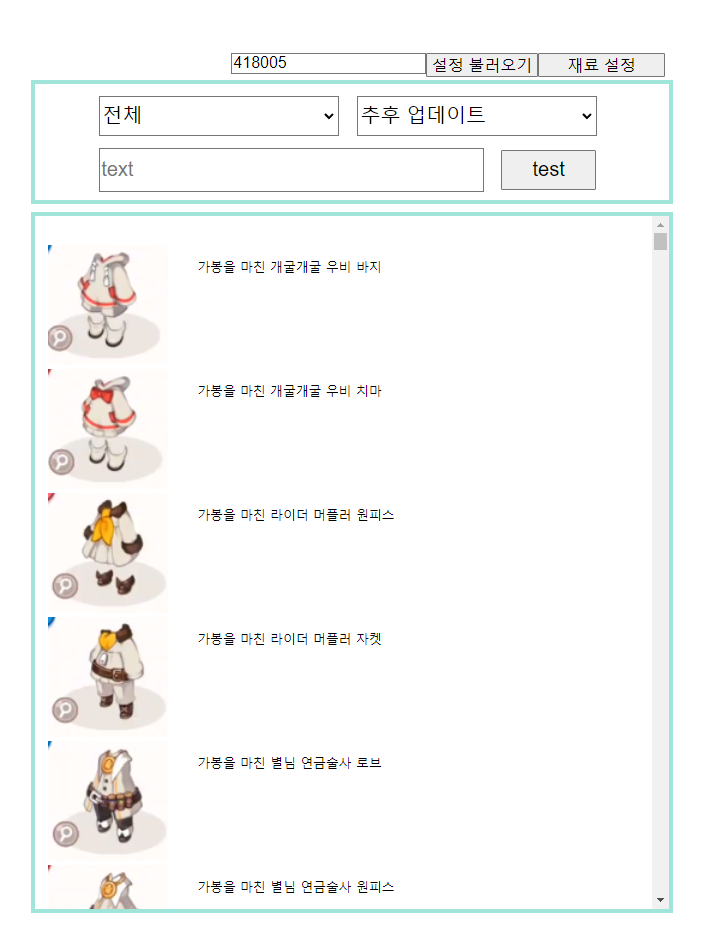 418005 설정 불러오기 재료 설정
전체 추후 업데이트
text test
가봉을 마친 개굴개굴 우비 바지
가봉을 마친 개굴개굴 우비 치마
가봉을 마친 라이더 머플러 원피스
가봉을 마친 라이더 머플러 자켓
가봉을 마친 별님 연금술사 로브
가봉을 마친 별님 연금술사 원피스